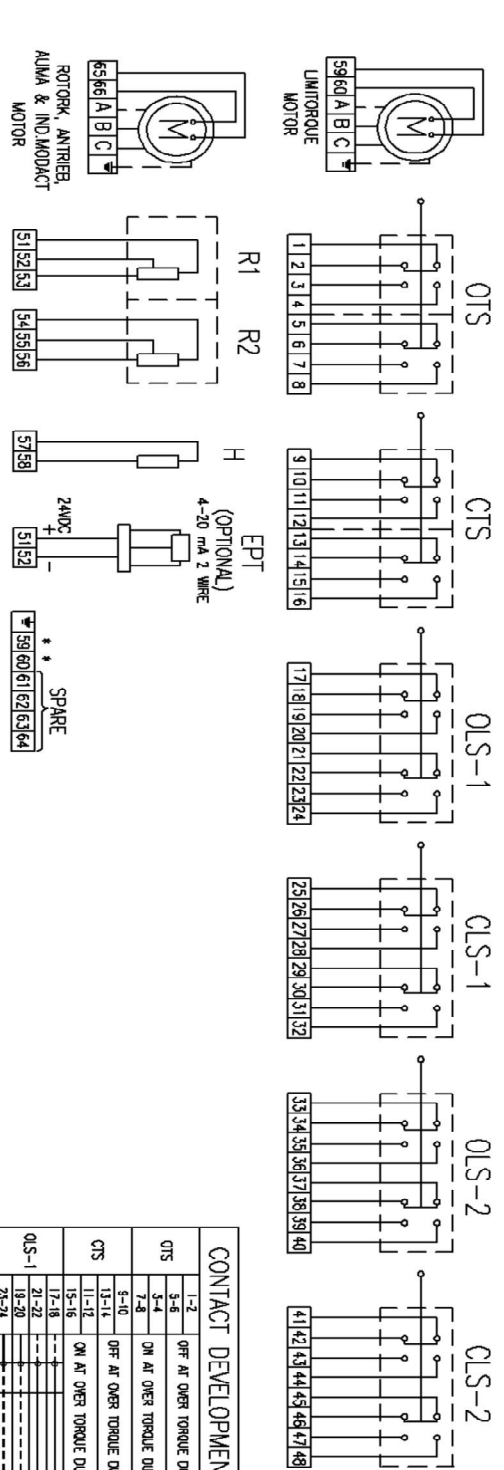 OTS
CTS
OLS-1
CLS-1
OLS-2
CLS-2
59 60 A B C
LIMITORQUE
MOTOR
M
1 2 3 4 5 6 7 8
9 10 11 12 13 14 15 16
17 18 19 20 21 22 23 24
25 26 27 28 29 30 31 32
33 34 35 36 37 38 39 40
41 42 43 44 45 46 47 48
65 66 A B C
ROTORK, ANTRIEB,
AUMA & IND.MODACT
MOTOR
M
R1
R2
51 52 53
54 55 56
H
57 58
EPT
(OPTIONAL)
4-20 mA 2 WIRE
24VDC
+ -
51 52
* *
SPARE
59 60 61 62 63 64
CONTACT DEVELOPMEN
OTS
1-2
5-6
OFF AT OVER TORQUE DU
3-4
7-8
ON AT OVER TORQUE DU
CTS
9-10
13-14
OFF AT OVER TORQUE DU
11-12
15-16
ON AT OVER TORQUE DU
OLS-1
17-18
21-22
19-20
23-24